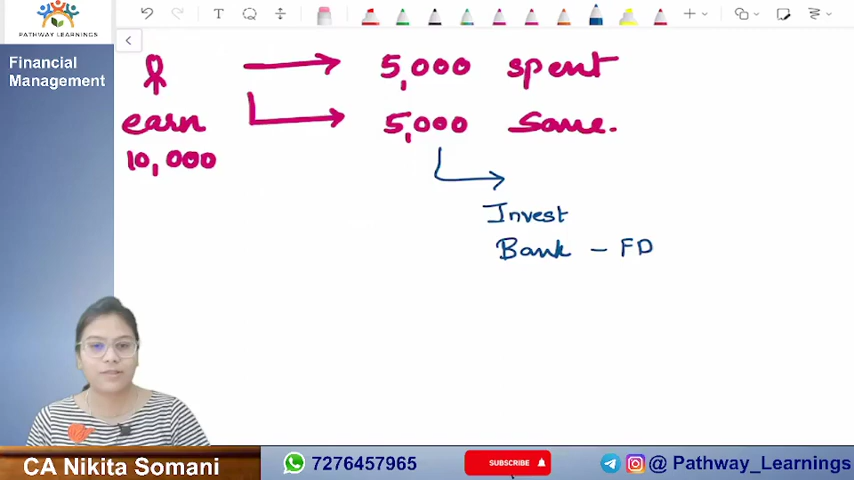 PATHWAY LEARNINGS
Financial
Management
5,000 spent
earn
5,000 Save.
10,000
Invest
Bank - FD
CA Nikita Somani
7276457965
SUBSCRIBE
@ Pathway_Learnings